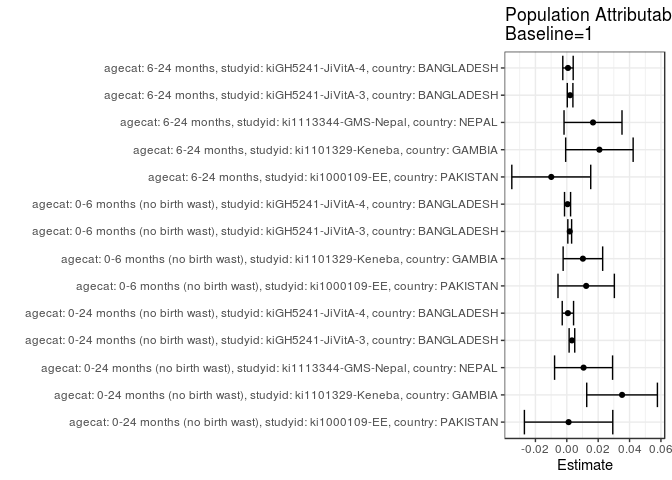 Population Attributab
Baseline=1
agecat: 6-24 months, studyid: kiGH5241-JiVitA-4, country: BANGLADESH
agecat: 6-24 months, studyid: kiGH5241-JiVitA-3, country: BANGLADESH
agecat: 6-24 months, studyid: ki1113344-GMS-Nepal, country: NEPAL
agecat: 6-24 months, studyid: ki1101329-Keneba, country: GAMBIA
agecat: 6-24 months, studyid: ki1000109-EE, country: PAKISTAN
agecat: 0-6 months (no birth wast), studyid: kiGH5241-JiVitA-4, country: BANGLADESH
agecat: 0-6 months (no birth wast), studyid: kiGH5241-JiVitA-3, country: BANGLADESH
agecat: 0-6 months (no birth wast), studyid: ki1101329-Keneba, country: GAMBIA
agecat: 0-6 months (no birth wast), studyid: ki1000109-EE, country: PAKISTAN
agecat: 0-24 months (no birth wast), studyid: kiGH5241-JiVitA-4, country: BANGLADESH
agecat: 0-24 months (no birth wast), studyid: kiGH5241-JiVitA-3, country: BANGLADESH
agecat: 0-24 months (no birth wast), studyid: ki1113344-GMS-Nepal, country: NEPAL
agecat: 0-24 months (no birth wast), studyid: ki1101329-Keneba, country: GAMBIA
agecat: 0-24 months (no birth wast), studyid: ki1000109-EE, country: PAKISTAN
-0.02 0.00 0.02 0.04 0.06
Estimate